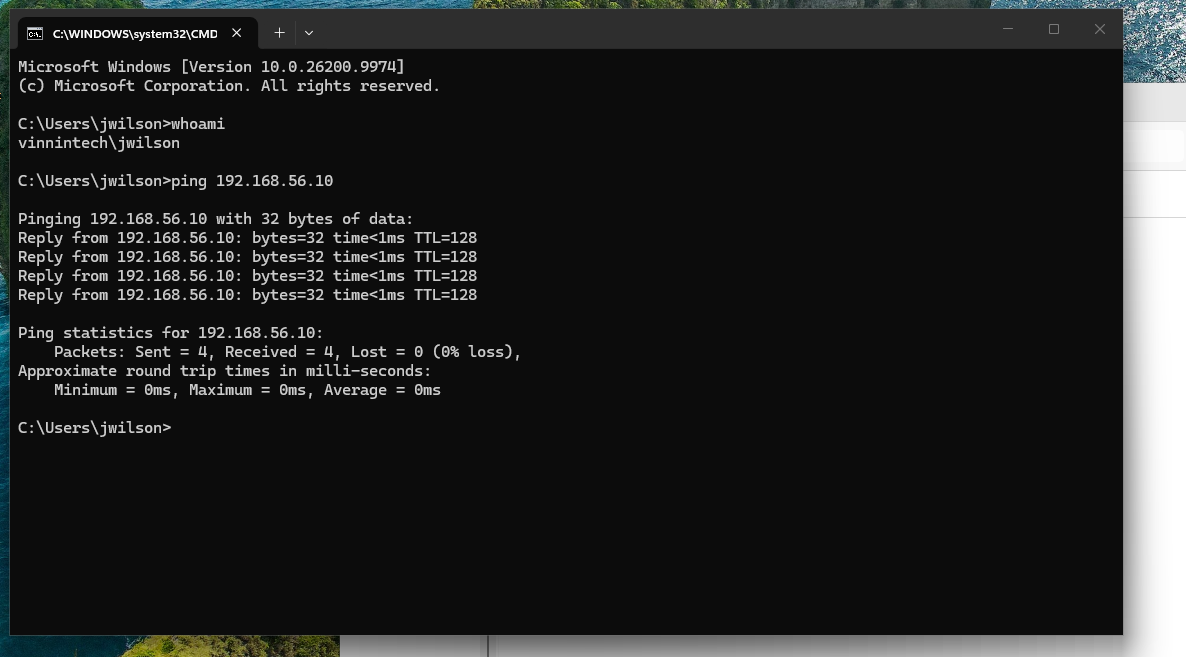 C:\WINDOWS\system32\CMD
Microsoft Windows [Version 10.0.26200.9974]
(c) Microsoft Corporation. All rights reserved.
C:\Users\jwilson>whoami
vinnintech\jwilson
C:\Users\jwilson>ping 192.168.56.10
Pinging 192.168.56.10 with 32 bytes of data:
Reply from 192.168.56.10: bytes=32 time<1ms TTL=128
Reply from 192.168.56.10: bytes=32 time<1ms TTL=128
Reply from 192.168.56.10: bytes=32 time<1ms TTL=128
Reply from 192.168.56.10: bytes=32 time<1ms TTL=128
Ping statistics for 192.168.56.10:
    Packets: Sent = 4, Received = 4, Lost = 0 (0% loss),
Approximate round trip times in milli-seconds:
    Minimum = 0ms, Maximum = 0ms, Average = 0ms
C:\Users\jwilson>